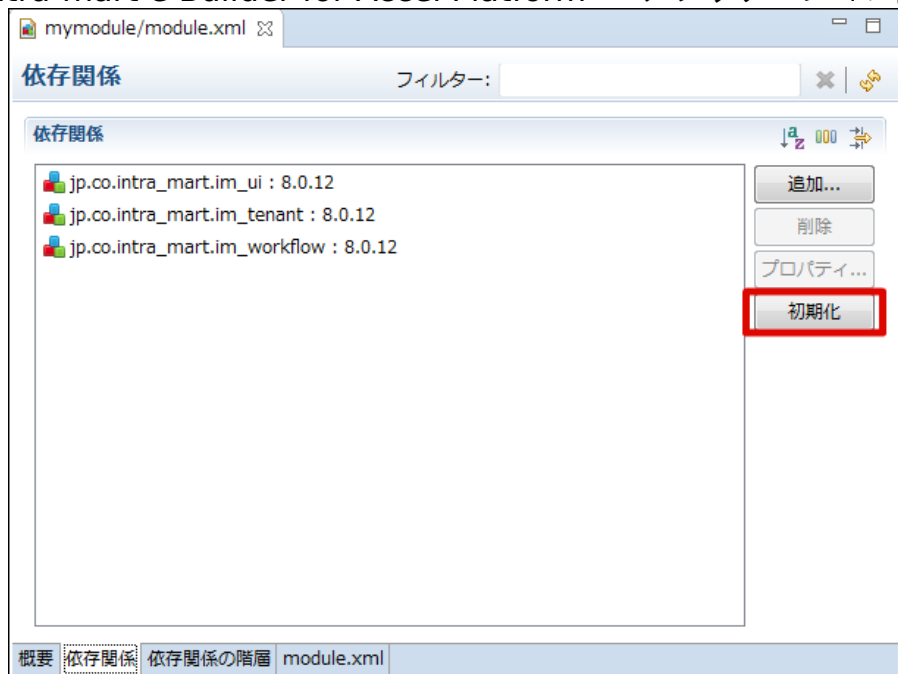 mymodule/module.xml
依存関係 フィルター:
依存関係
jp.co.intra_mart.im_ui : 8.0.12
jp.co.intra_mart.im_tenant : 8.0.12
jp.co.intra_mart.im_workflow : 8.0.12
追加...
削除
プロパティ...
初期化
概要 依存関係 依存関係の階層 module.xml